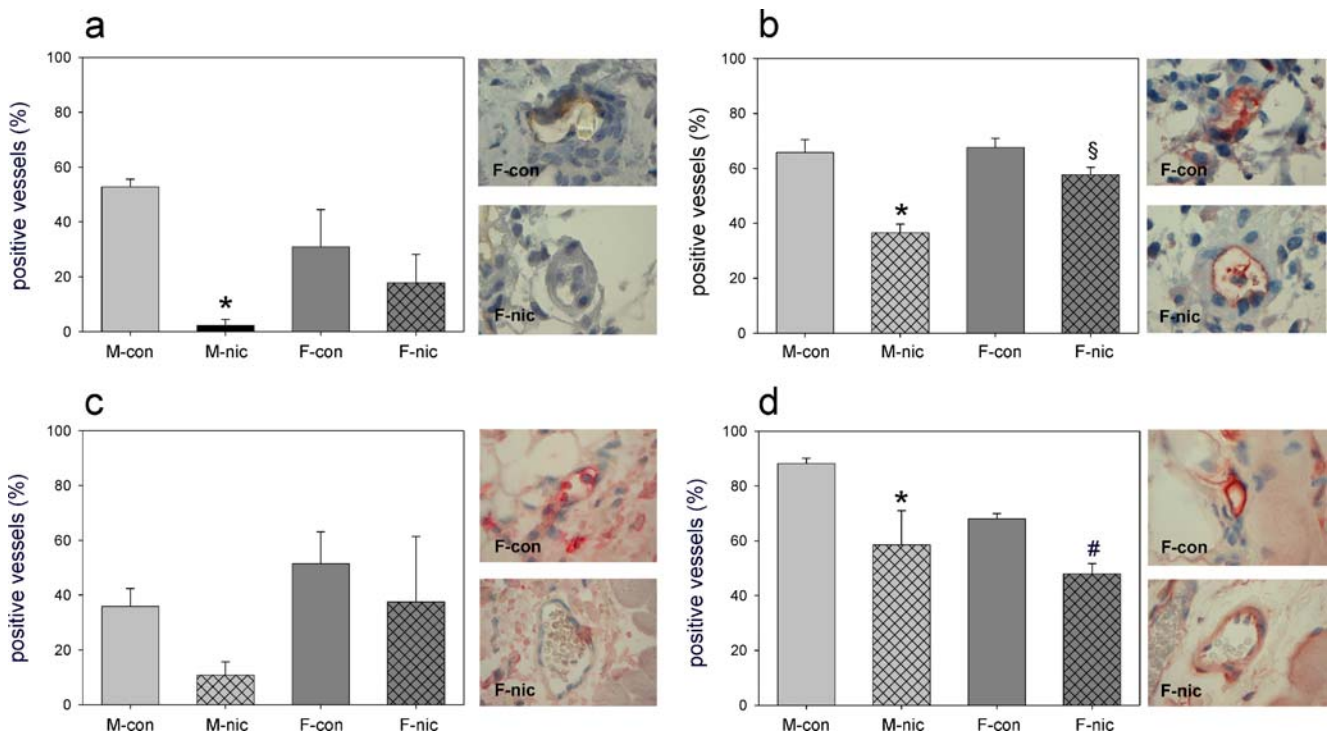 a
positive vessels (%)
100
80
60
40
20
0
*
M-con
M-nic
F-con
F-nic
F-con
F-nic
b
positive vessels (%)
100
80
60
40
20
0
*
§
M-con
M-nic
F-con
F-nic
F-con
F-nic
c
positive vessels (%)
100
80
60
40
20
0
M-con
M-nic
F-con
F-nic
F-con
F-nic
d
positive vessels (%)
100
80
60
40
20
0
*
#
M-con
M-nic
F-con
F-nic
F-con
F-nic